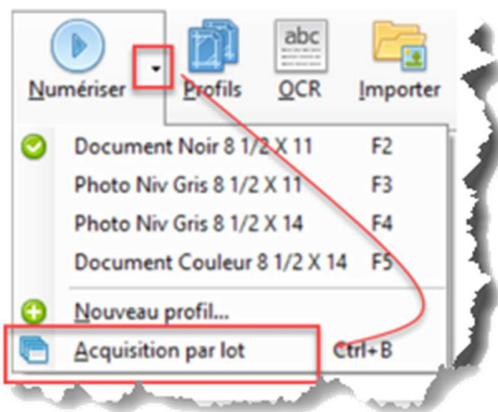 abc
Numériser Profils OCR Importer
Document Noir 8 1/2 X 11 F2
Photo Niv Gris 8 1/2 X 11 F3
Photo Niv Gris 8 1/2 X 14 F4
Document Couleur 8 1/2 X 14 F5
Nouveau profil...
Acquisition par lot Ctrl+B